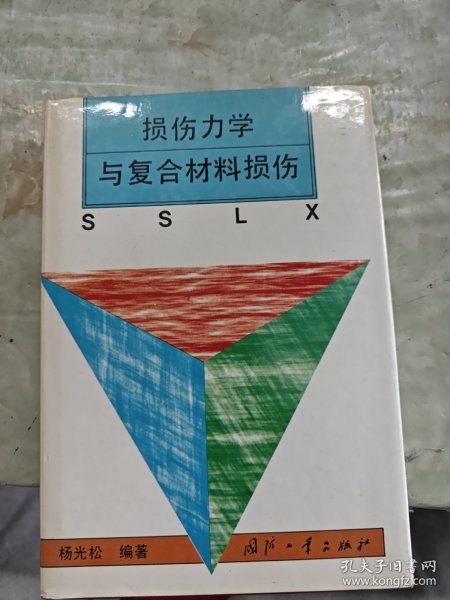 损伤力学
与复合材料损伤
S S L X
杨光松 编著
国防工业出版社
孔夫子旧书网
www.kongfz.com